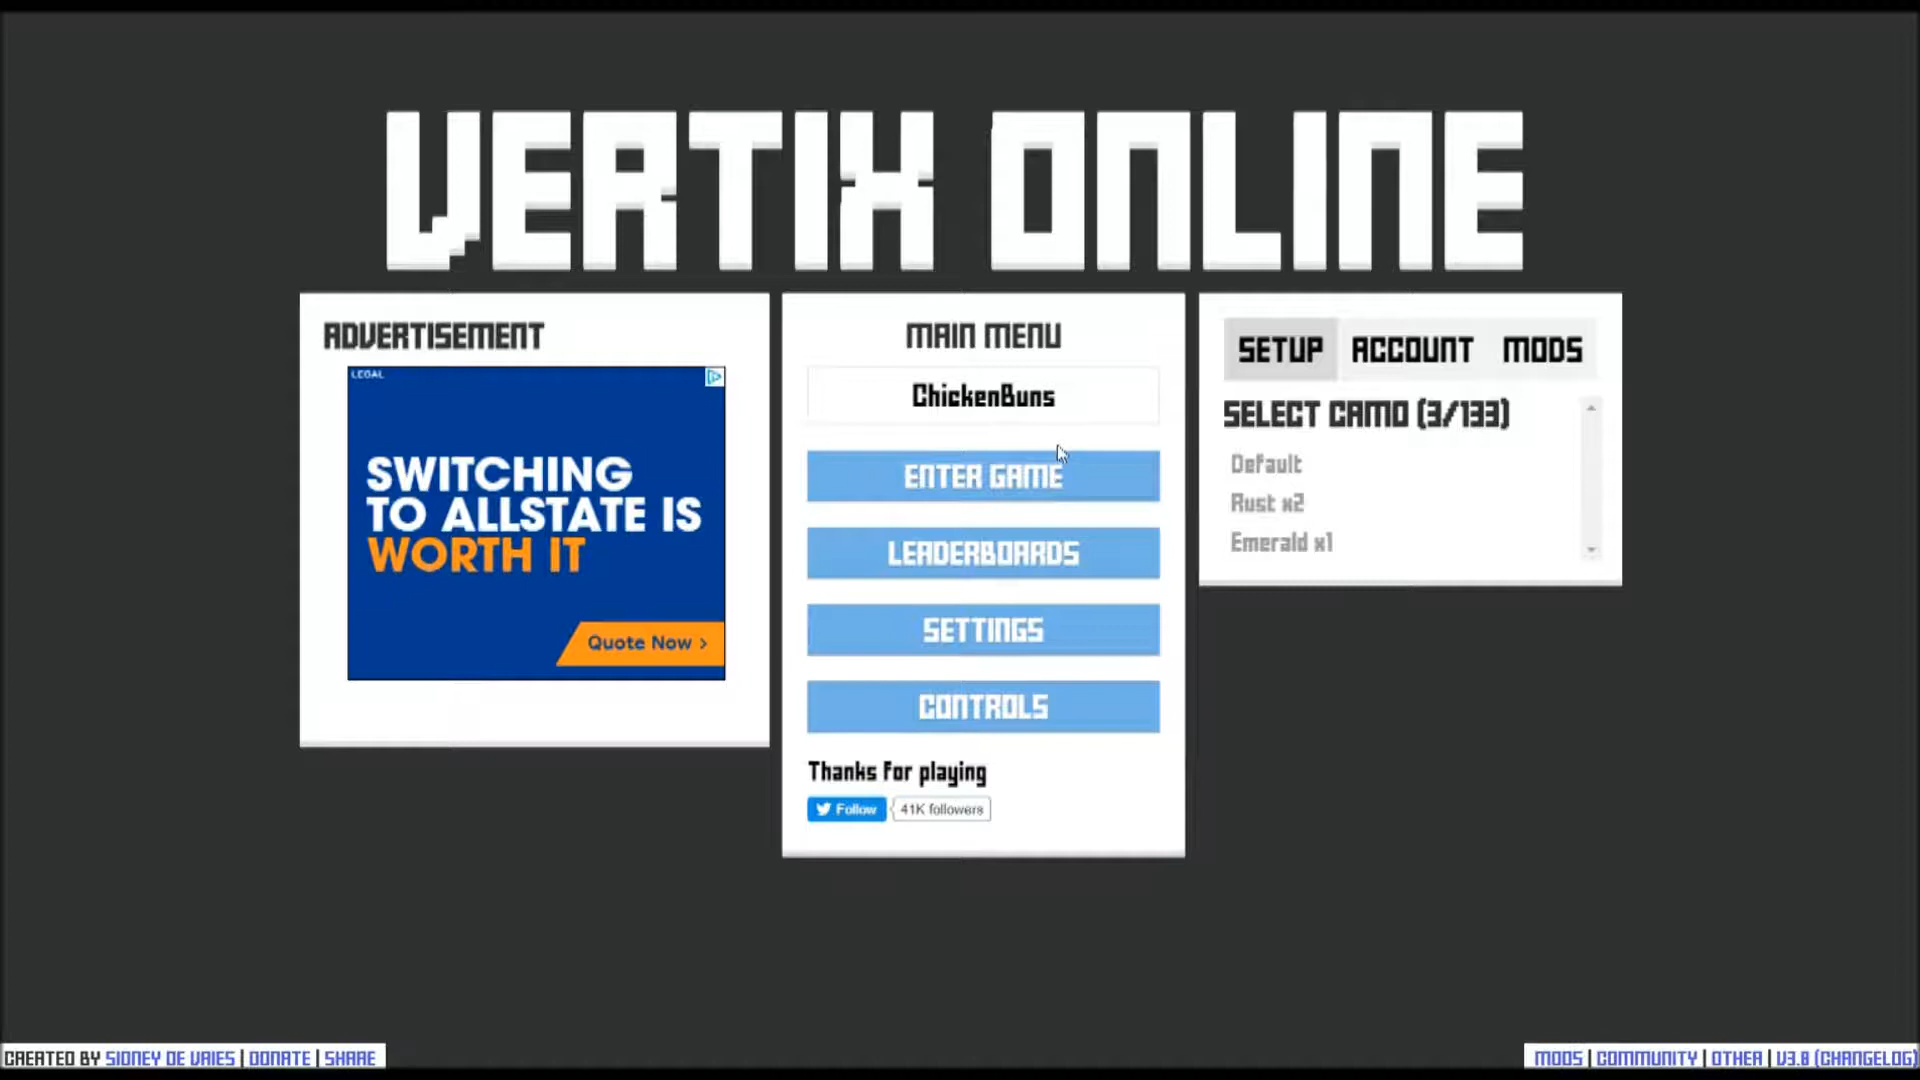 VERTIX ONLINE
ADVERTISEMENT
LEGAL
SWITCHING
TO ALLSTATE IS
WORTH IT
Quote Now >
MAIN MENU
ChickenBuns
ENTER GAME
LEADERBOARDS
SETTINGS
CONTROLS
Thanks for playing
Follow 41K followers
SETUP ACCOUNT MODS
SELECT CAMO (3/133)
Default
Rust x2
Emerald x1
CREATED BY SIDNEY DE VRIES | DONATE | SHARE
MODS | COMMUNITY | OTHER | V3.8 (CHANGELOG)